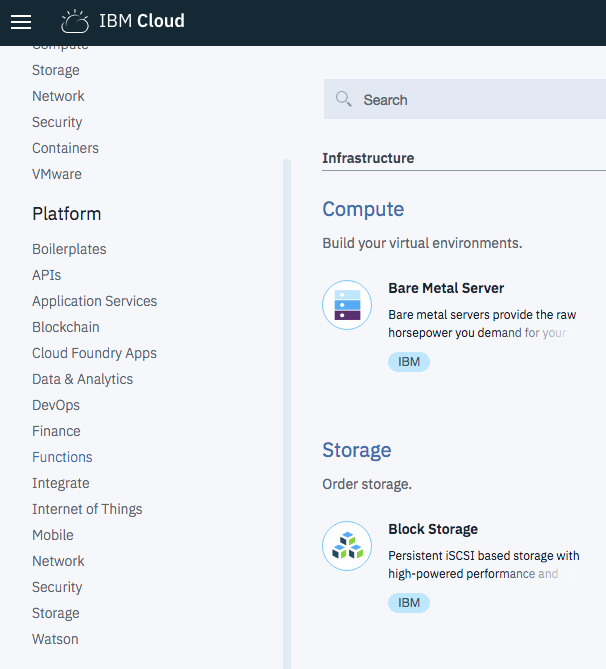 IBM Cloud
Compute
Storage
Network
Security
Containers
VMware
Platform
Boilerplates
APIs
Application Services
Blockchain
Cloud Foundry Apps
Data & Analytics
DevOps
Finance
Functions
Integrate
Internet of Things
Mobile
Network
Security
Storage
Watson
Search
Infrastructure
Compute
Build your virtual environments.
Bare Metal Server
Bare metal servers provide the raw
horsepower you demand for your
IBM
Storage
Order storage.
Block Storage
Persistent iSCSI based storage with
high-powered performance and
IBM